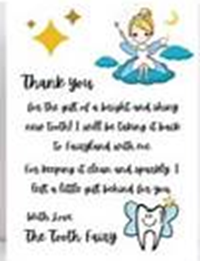 Thank you
for the gift of a bright and shiny
new tooth! I will be taking it back
to Fairyland with me.
For keeping it clean and sparkly I
left a little gift behind for you
With Love
The Tooth Fairy